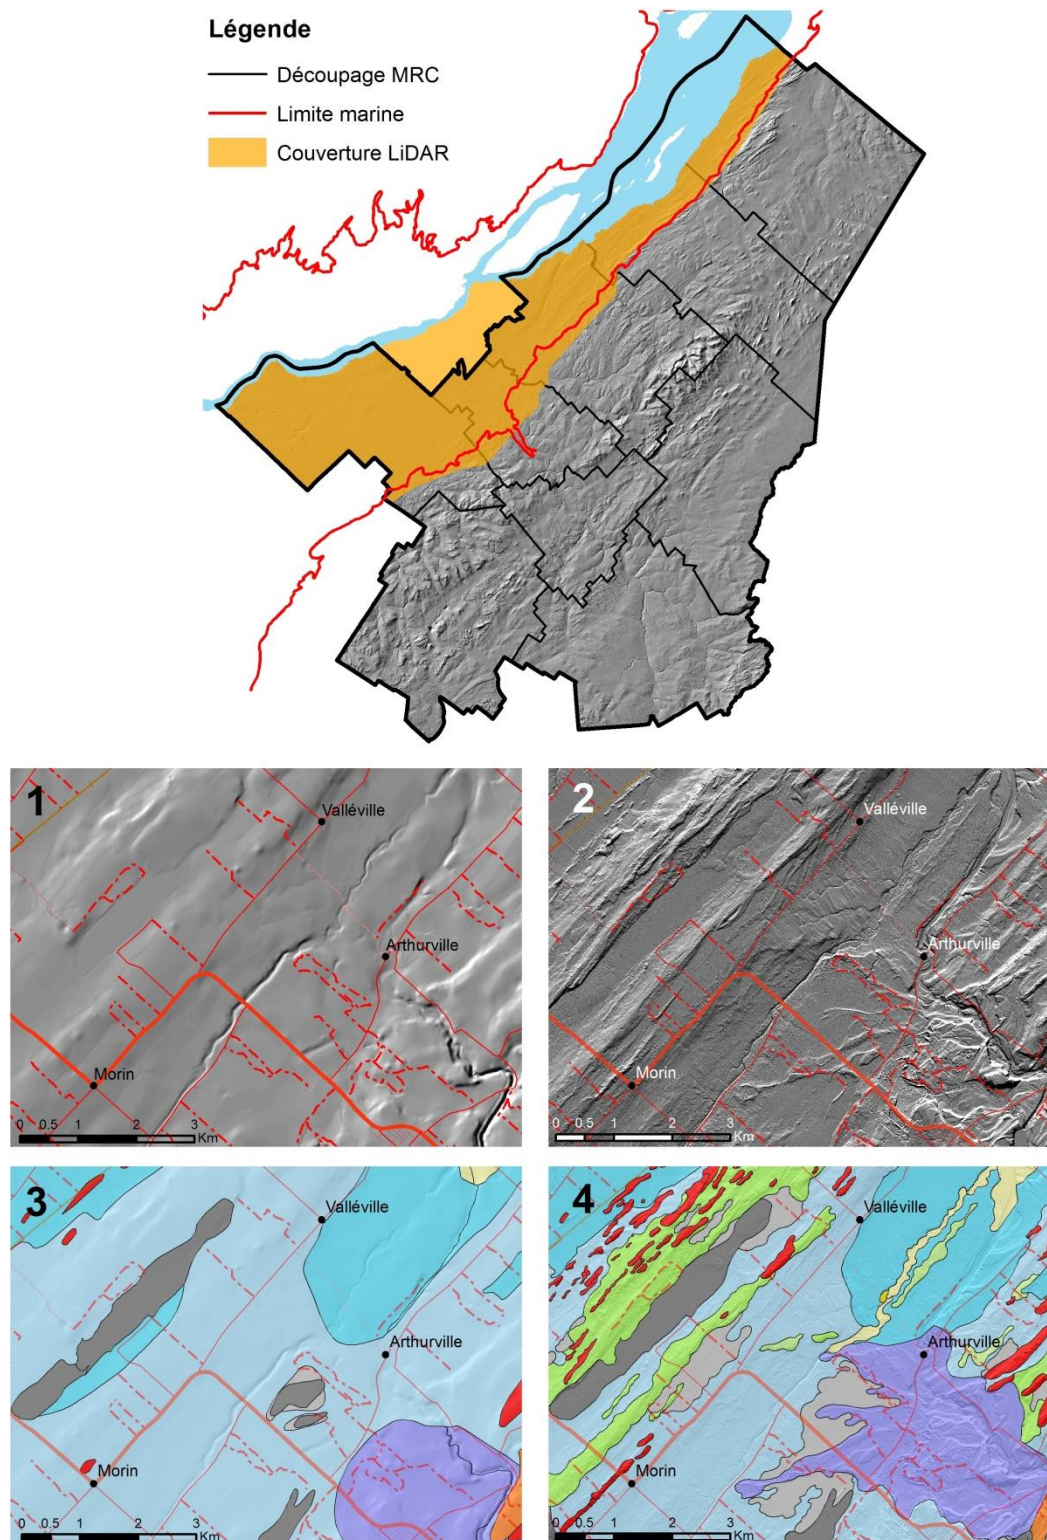 Légende
Découpage MRC
Limite marine
Couverture LiDAR
1
Valléville
Arthurville
Morin
0 0.5 1 2 3
Km
2
Valléville
Arthurville
Morin
0 0.5 1 2 3
Km
3
Valléville
Arthurville
Morin
0 0.5 1 2 3
Km
4
Valléville
Arthurville
Morin
0 0.5 1 2 3
Km